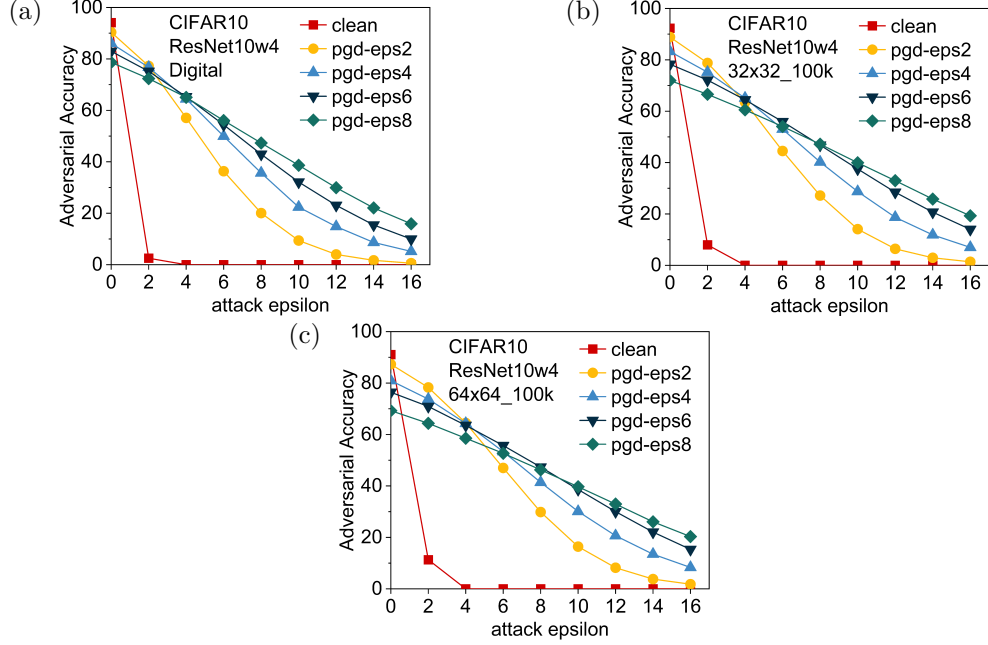 (a)
CIFAR10
ResNet10w4
Digital
clean
pgd-eps2
pgd-eps4
pgd-eps6
pgd-eps8
Adversarial Accuracy
100
80
60
40
20
0
0 2 4 6 8 10 12 14 16
attack epsilon
(b)
CIFAR10
ResNet10w4
32x32_100k
clean
pgd-eps2
pgd-eps4
pgd-eps6
pgd-eps8
Adversarial Accuracy
100
80
60
40
20
0
0 2 4 6 8 10 12 14 16
attack epsilon
(c)
CIFAR10
ResNet10w4
64x64_100k
clean
pgd-eps2
pgd-eps4
pgd-eps6
pgd-eps8
Adversarial Accuracy
100
80
60
40
20
0
0 2 4 6 8 10 12 14 16
attack epsilon